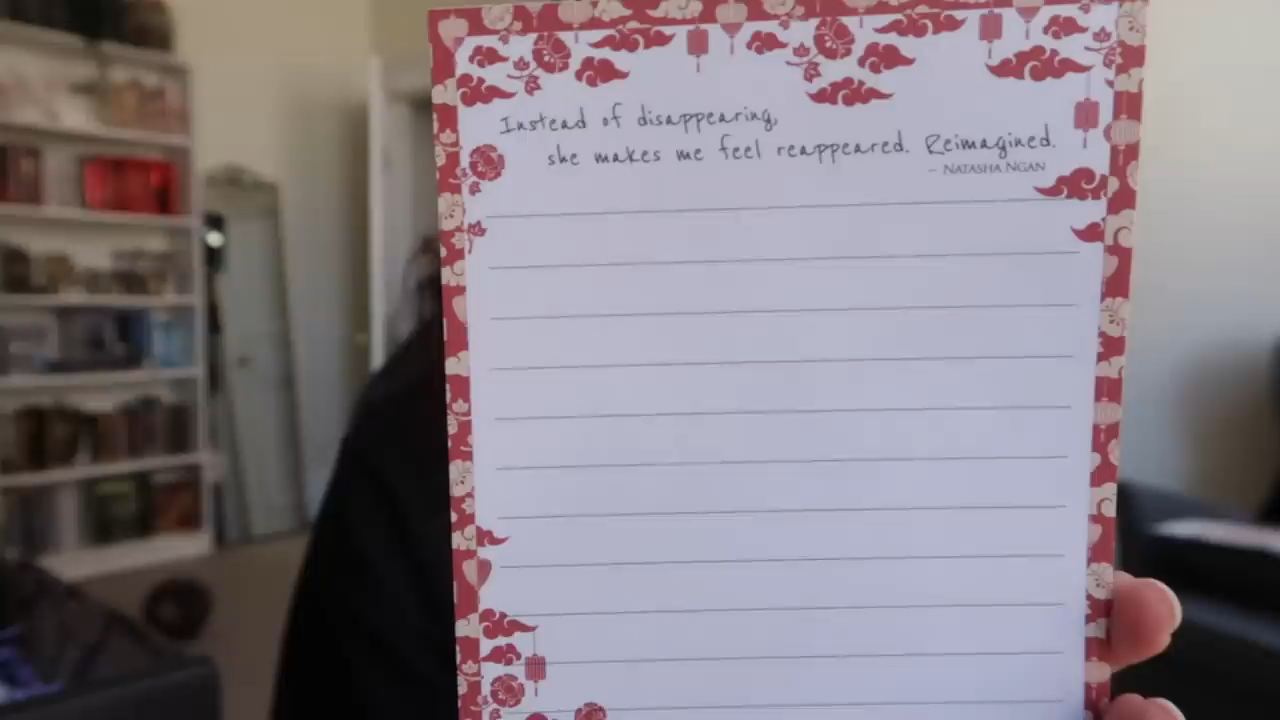 Instead of disappearing,
she makes me feel reappeared. Reimagined.
– NATASHA NGAN